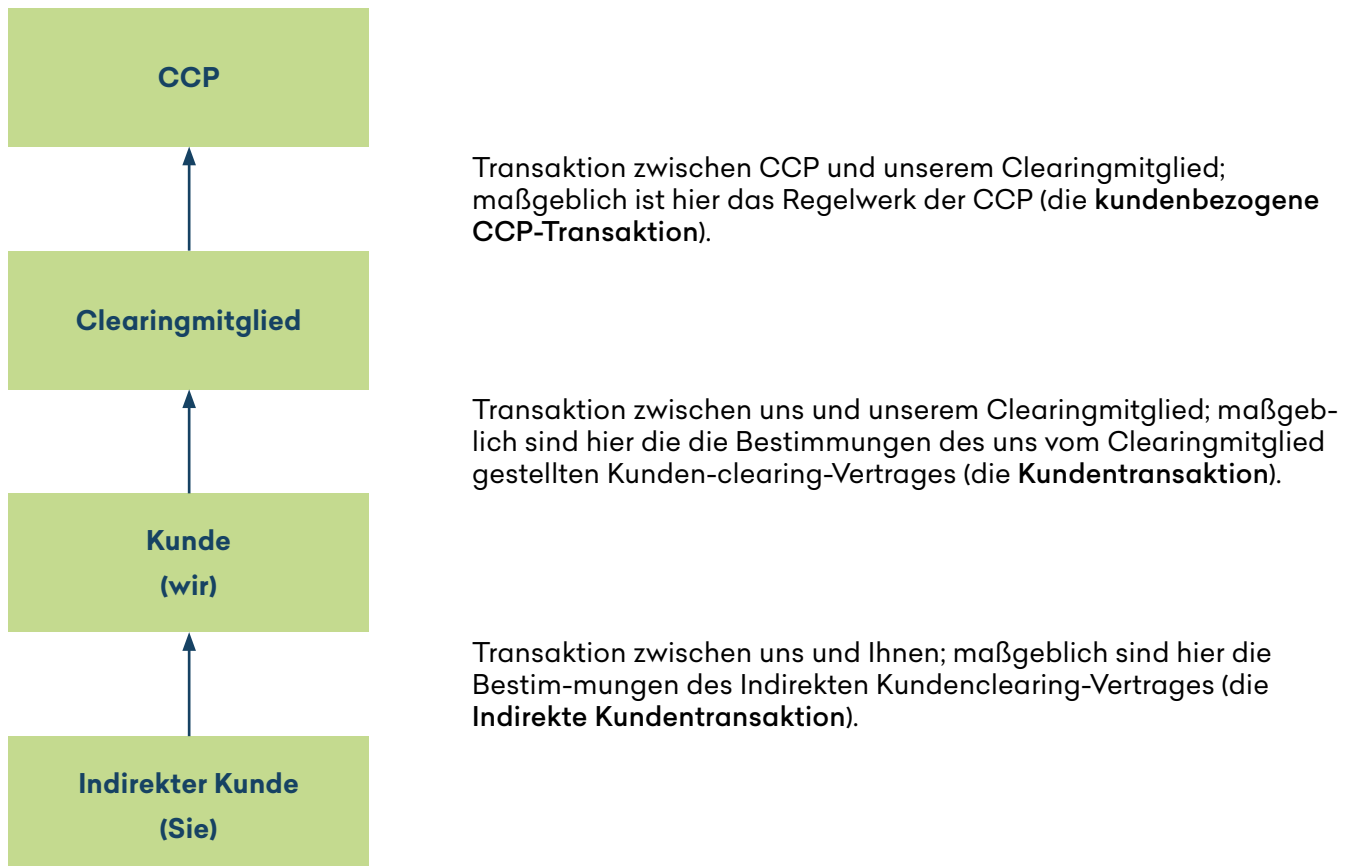 CCP
Transaktion zwischen CCP und unserem Clearingmitglied;
maßgeblich ist hier das Regelwerk der CCP (die kundenbezogene
CCP-Transaktion).
Clearingmitglied
Transaktion zwischen uns und unserem Clearingmitglied; maßgeb-
lich sind hier die die Bestimmungen des uns vom Clearingmitglied
gestellten Kunden-clearing-Vertrages (die Kundentransaktion).
Kunde
(wir)
Transaktion zwischen uns und Ihnen; maßgeblich sind hier die
Bestim-mungen des Indirekten Kundenclearing-Vertrages (die
Indirekte Kundentransaktion).
Indirekter Kunde
(Sie)